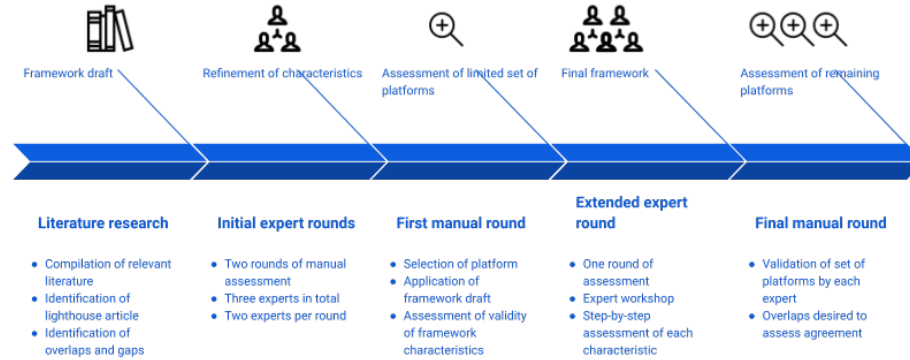 Framework draft
Refinement of characteristics
Assessment of limited set of
platforms
Final framework
Assessment of remaining
platforms
Literature research
• Compilation of relevant
literature
• Identification of
lighthouse article
• Identification of
overlaps and gaps
Initial expert rounds
• Two rounds of manual
assessment
• Three experts in total
• Two experts per round
First manual round
• Selection of platform
• Application of
framework draft
• Assessment of validity
of framework
characteristics
Extended expert
round
• One round of
assessment
• Expert workshop
• Step-by-step
assessment of each
characteristic
Final manual round
• Validation of set of
platforms by each
expert
• Overlaps desired to
assess agreement